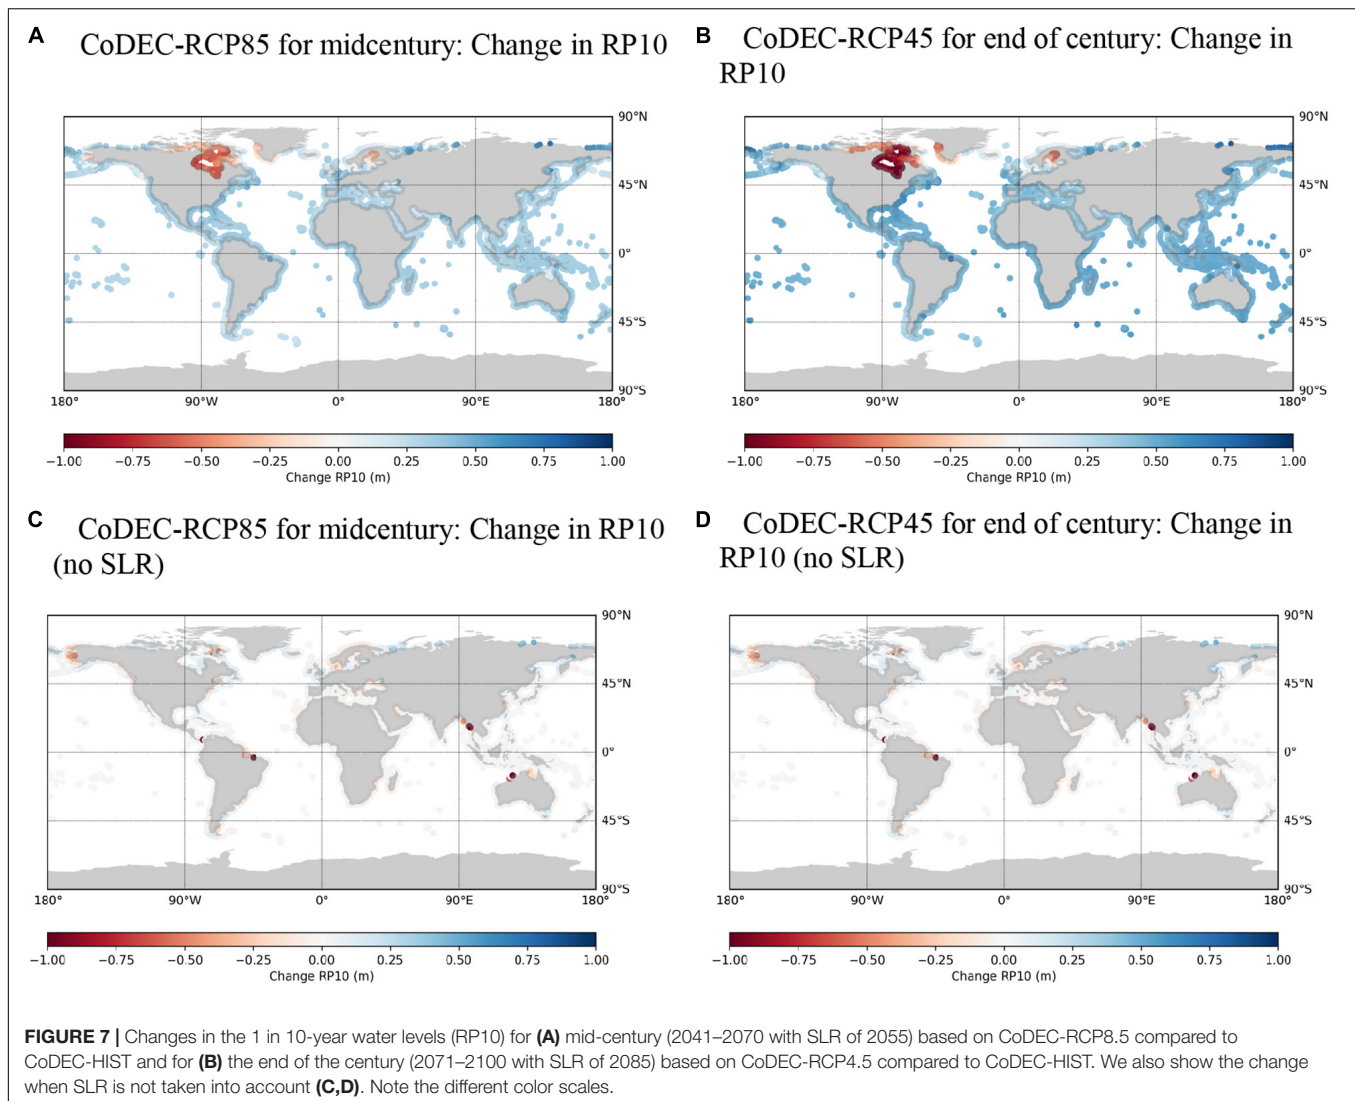 A
CoDEC-RCP85 for midcentury: Change in RP10
90°N
45°N
0°
45°S
90°S
180°
90°W
0°
90°E
180°
−1.00
−0.75
−0.50
−0.25
0.00
0.25
0.50
0.75
1.00
Change RP10 (m)
B
CoDEC-RCP45 for end of century: Change in
RP10
90°N
45°N
0°
45°S
90°S
180°
90°W
0°
90°E
180°
−1.00
−0.75
−0.50
−0.25
0.00
0.25
0.50
0.75
1.00
Change RP10 (m)
C
CoDEC-RCP85 for midcentury: Change in RP10
(no SLR)
90°N
45°N
0°
45°S
90°S
180°
90°W
0°
90°E
180°
−1.00
−0.75
−0.50
−0.25
0.00
0.25
0.50
0.75
1.00
Change RP10 (m)
D
CoDEC-RCP45 for end of century: Change in
RP10 (no SLR)
90°N
45°N
0°
45°S
90°S
180°
90°W
0°
90°E
180°
−1.00
−0.75
−0.50
−0.25
0.00
0.25
0.50
0.75
1.00
Change RP10 (m)
FIGURE 7 | Changes in the 1 in 10-year water levels (RP10) for (A) mid-century (2041–2070 with SLR of 2055) based on CoDEC-RCP8.5 compared to
CoDEC-HIST and for (B) the end of the century (2071–2100 with SLR of 2085) based on CoDEC-RCP4.5 compared to CoDEC-HIST. We also show the change
when SLR is not taken into account (C,D). Note the different color scales.